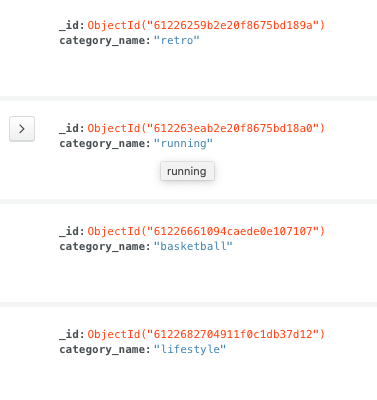 _id: ObjectId("61226259b2e20f8675bd189a")
category_name: "retro"
_id: ObjectId("612263eab2e20f8675bd18a0")
category_name: "running"
running
_id: ObjectId("61226661094caede0e107107")
category_name: "basketball"
_id: ObjectId("6122682704911f0c1db37d12")
category_name: "lifestyle"